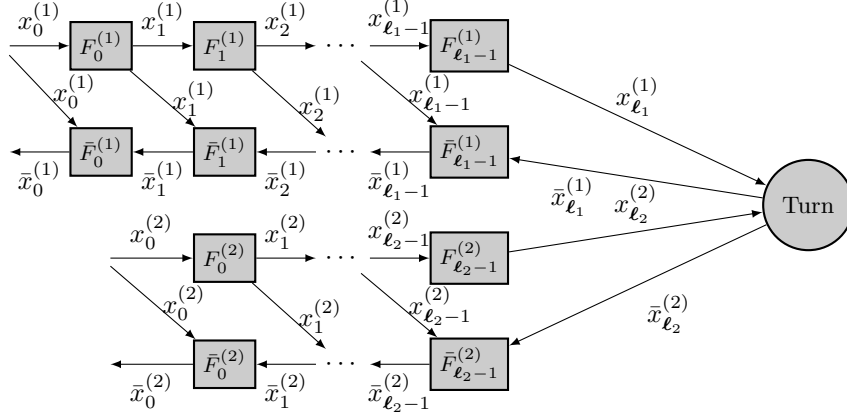 x_0^{(1)} x_1^{(1)} x_2^{(1)} x_{ℓ_1−1}^{(1)}
F_0^{(1)} F_1^{(1)} ··· F_{ℓ_1−1}^{(1)}
x_0^{(1)} x_1^{(1)} x_2^{(1)} x_{ℓ_1−1}^{(1)} x_{ℓ_1}^{(1)}
F̄_0^{(1)} F̄_1^{(1)} ··· F̄_{ℓ_1−1}^{(1)}
x̄_0^{(1)} x̄_1^{(1)} x̄_2^{(1)} x̄_{ℓ_1−1}^{(1)} x̄_{ℓ_1}^{(1)} x_{ℓ_2}^{(2)}
Turn
x_0^{(2)} x_1^{(2)} x_{ℓ_2−1}^{(2)}
F_0^{(2)} ··· F_{ℓ_2−1}^{(2)}
x_0^{(2)} x_1^{(2)} x_{ℓ_2−1}^{(2)} x̄_{ℓ_2}^{(2)}
F̄_0^{(2)} ··· F̄_{ℓ_2−1}^{(2)}
x̄_0^{(2)} x̄_1^{(2)} x̄_{ℓ_2−1}^{(2)}